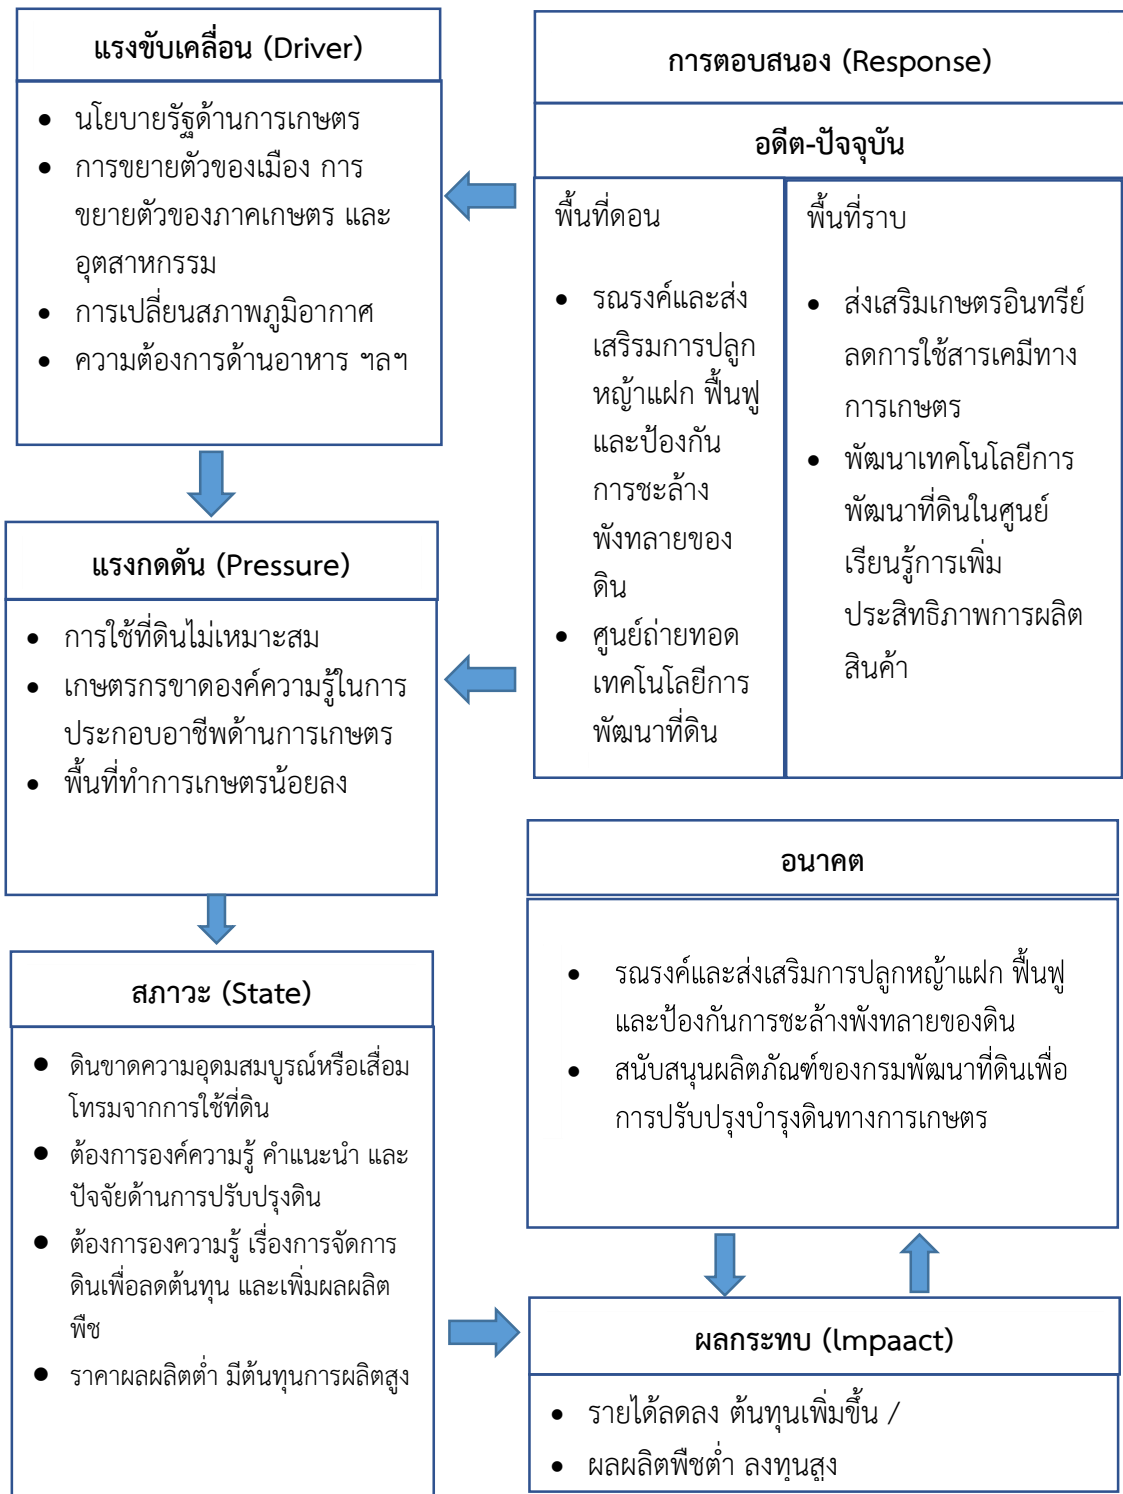 แรงขับเคลื่อน (Driver)
• นโยบายรัฐด้านการเกษตร
• การขยายตัวของเมือง การ
ขยายตัวของภาคเกษตร และ
อุตสาหกรรม
• การเปลี่ยนสภาพภูมิอากาศ
• ความต้องการด้านอาหาร ฯลฯ
แรงกดดัน (Pressure)
• การใช้ที่ดินไม่เหมาะสม
• เกษตรกรขาดองค์ความรู้ในการ
ประกอบอาชีพด้านการเกษตร
• พื้นที่ทำการเกษตรน้อยลง
สภาวะ (State)
• ดินขาดความอุดมสมบูรณ์หรือเสื่อม
โทรมจากการใช้ที่ดิน
• ต้องการองค์ความรู้ คำแนะนำ และ
ปัจจัยด้านการปรับปรุงดิน
• ต้องการองความรู้ เรื่องการจัดการ
ดินเพื่อลดต้นทุน และเพิ่มผลผลิต
พืช
• ราคาผลผลิตต่ำ มีต้นทุนการผลิตสูง
การตอบสนอง (Response)
อดีต-ปัจจุบัน
พื้นที่ดอน
• รณรงค์และส่ง
เสริรมการปลูก
หญ้าแฝก ฟื้นฟู
และป้องกัน
การชะล้าง
พังทลายของ
ดิน
• ศูนย์ถ่ายทอด
เทคโนโลยีการ
พัฒนาที่ดิน
พื้นที่ราบ
• ส่งเสริมเกษตรอินทรีย์
ลดการใช้สารเคมีทาง
การเกษตร
• พัฒนาเทคโนโลยีการ
พัฒนาที่ดินในศูนย์
เรียนรู้การเพิ่ม
ประสิทธิภาพการผลิต
สินค้า
อนาคต
• รณรงค์และส่งเสริมการปลูกหญ้าแฝก ฟื้นฟู
และป้องกันการชะล้างพังทลายของดิน
• สนับสนุนผลิตภัณฑ์ของกรมพัฒนาที่ดินเพื่อ
การปรับปรุงบำรุงดินทางการเกษตร
ผลกระทบ (lmpaact)
• รายได้ลดลง ต้นทุนเพิ่มขึ้น /
• ผลผลิตพืชต่ำ ลงทุนสูง